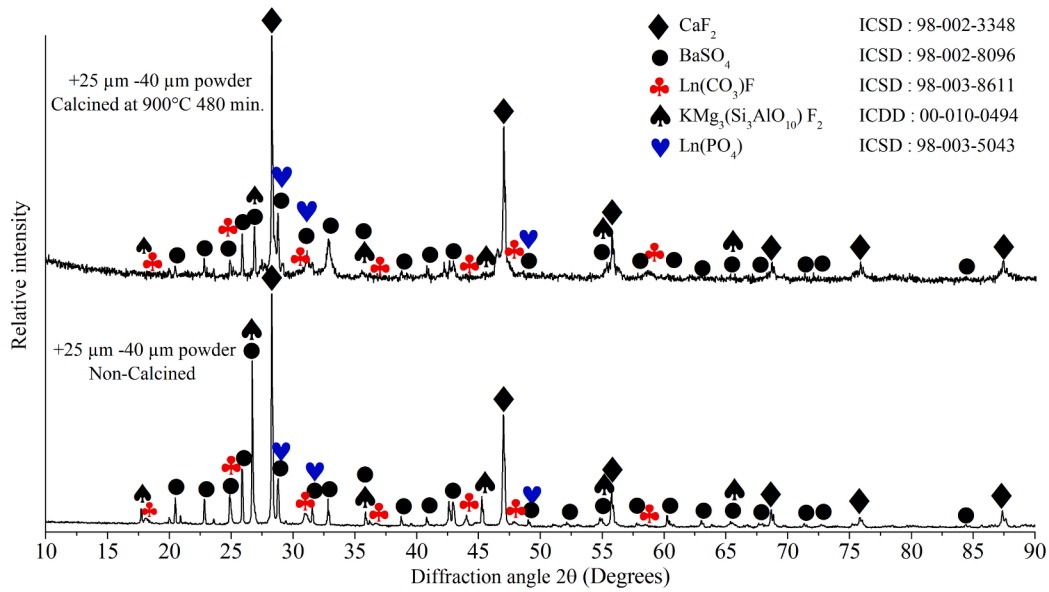 CaF₂ ICSD : 98-002-3348
BaSO₄ ICSD : 98-002-8096
Ln(CO₃)F ICSD : 98-003-8611
KMg₃(Si₃AlO₁₀) F₂ ICDD : 00-010-0494
Ln(PO₄) ICSD : 98-003-5043
+25 µm -40 µm powder
Calcined at 900°C 480 min.
+25 µm -40 µm powder
Non-Calcined
Relative intensity
10 15 20 25 30 35 40 45 50 55 60 65 70 75 80 85 90
Diffraction angle 2θ (Degrees)